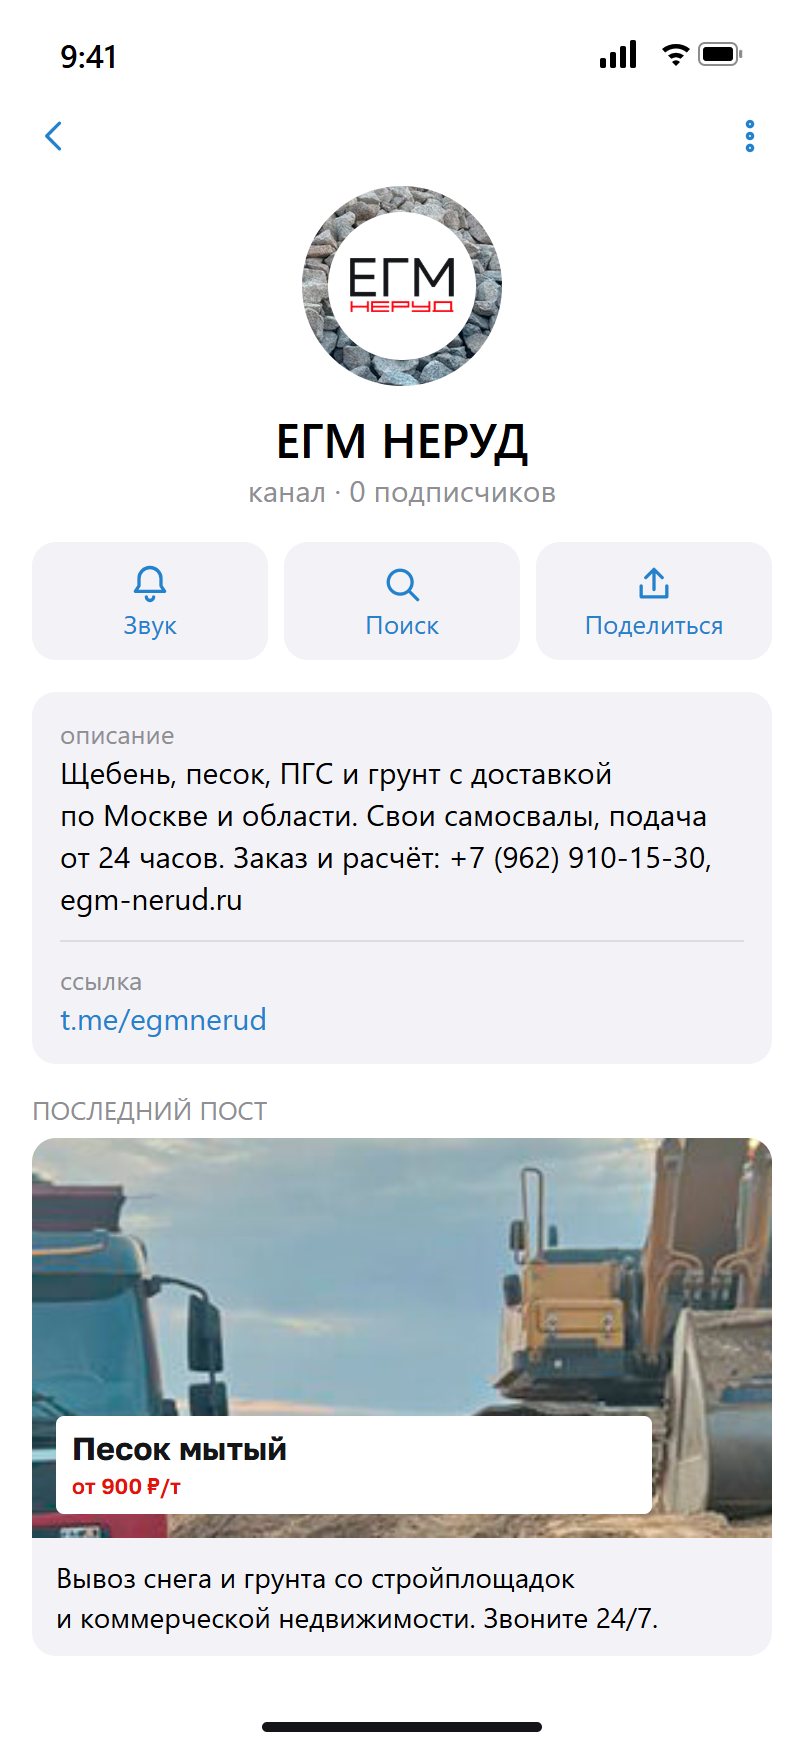 9:41
ЕГМ
НЕРУД
ЕГМ НЕРУД
канал · 0 подписчиков
Звук
Поиск
Поделиться
описание
Щебень, песок, ПГС и грунт с доставкой
по Москве и области. Свои самосвалы, подача
от 24 часов. Заказ и расчёт: +7 (962) 910-15-30,
egm-nerud.ru
ссылка
t.me/egmnerud
ПОСЛЕДНИЙ ПОСТ
Песок мытый
от 900 ₽/т
Вывоз снега и грунта со стройплощадок
и коммерческой недвижимости. Звоните 24/7.